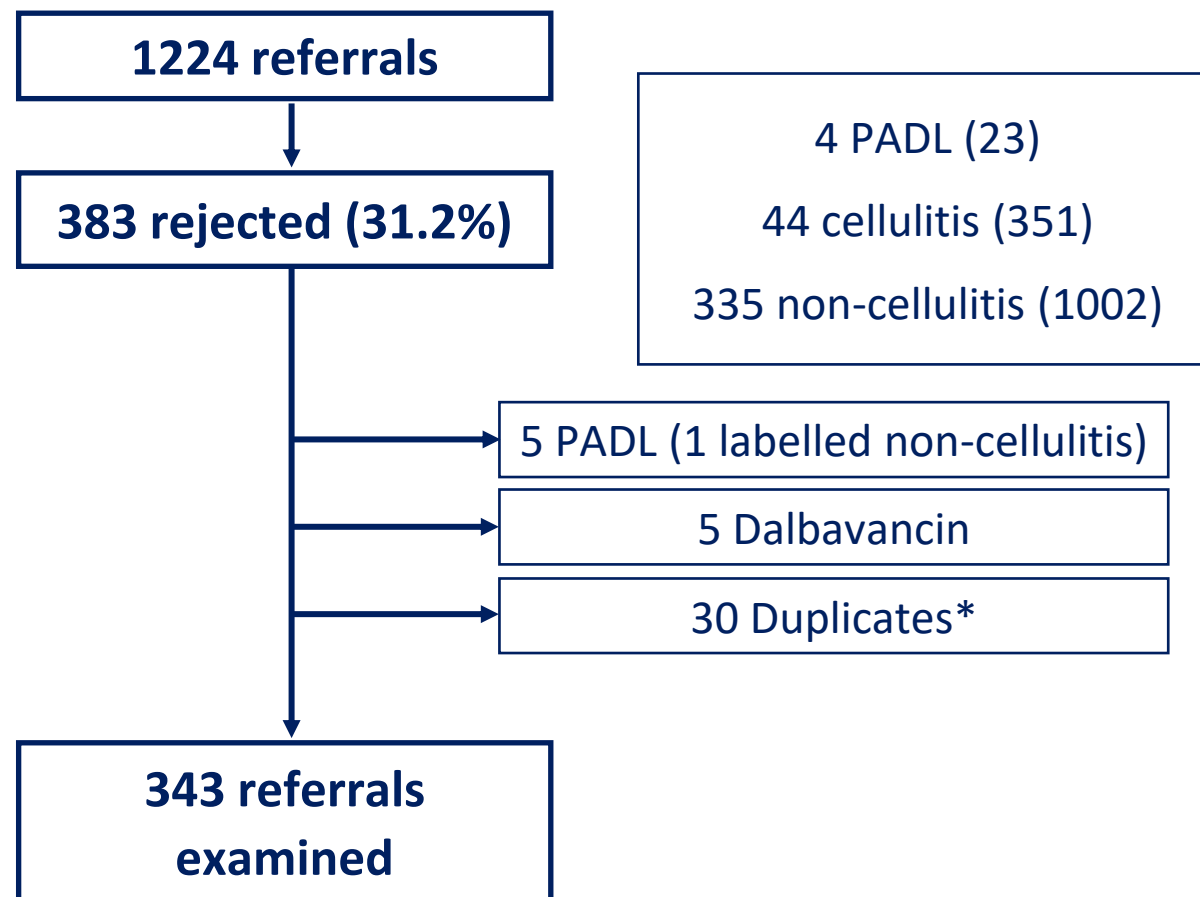 1224 referrals
383 rejected (31.2%)
4 PADL (23)
44 cellulitis (351)
335 non-cellulitis (1002)
5 PADL (1 labelled non-cellulitis)
5 Dalbavancin
30 Duplicates*
343 referrals
examined